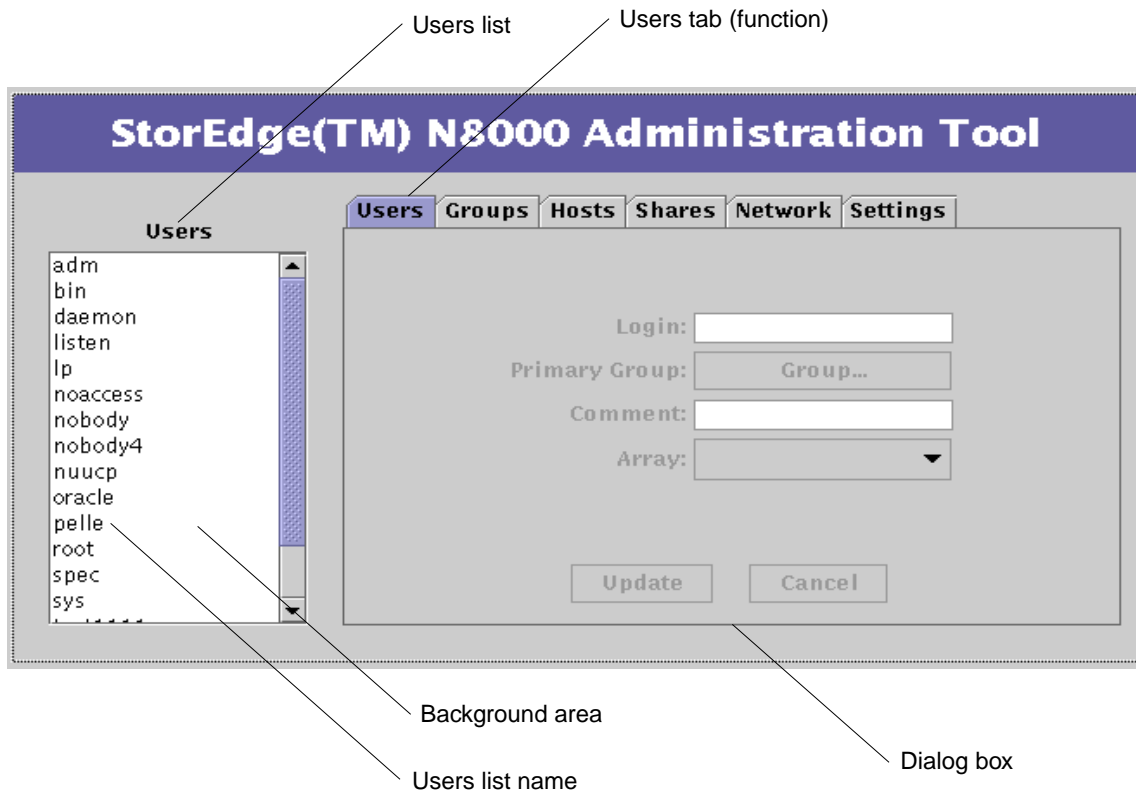 Users list
Users tab (function)
StorEdge(TM) N8000 Administration Tool
Users Groups Hosts Shares Network Settings
Users
adm
bin
daemon
listen
lp
noaccess
nobody
nobody4
nuucp
oracle
pelle
root
spec
sys
Login:
Primary Group: Group...
Comment:
Array:
Update Cancel
Background area
Dialog box
Users list name